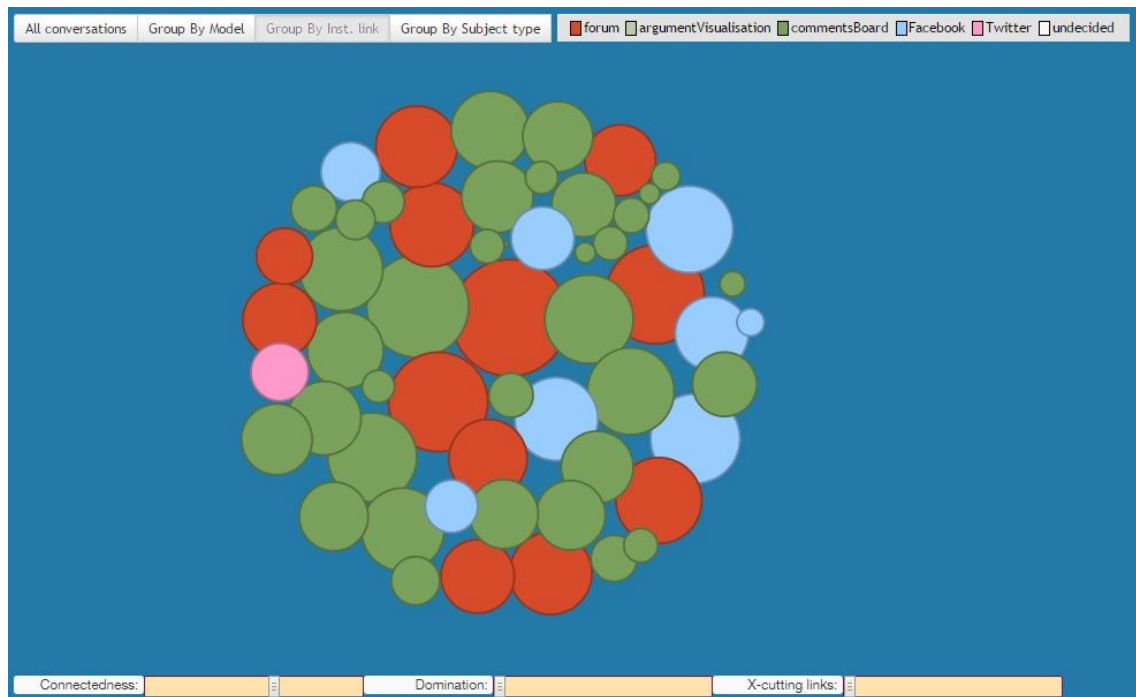 All conversations Group By Model Group By Inst. link Group By Subject type forum argumentVisualisation commentsBoard Facebook Twitter undecided
Connectedness: Domination: X-cutting links: